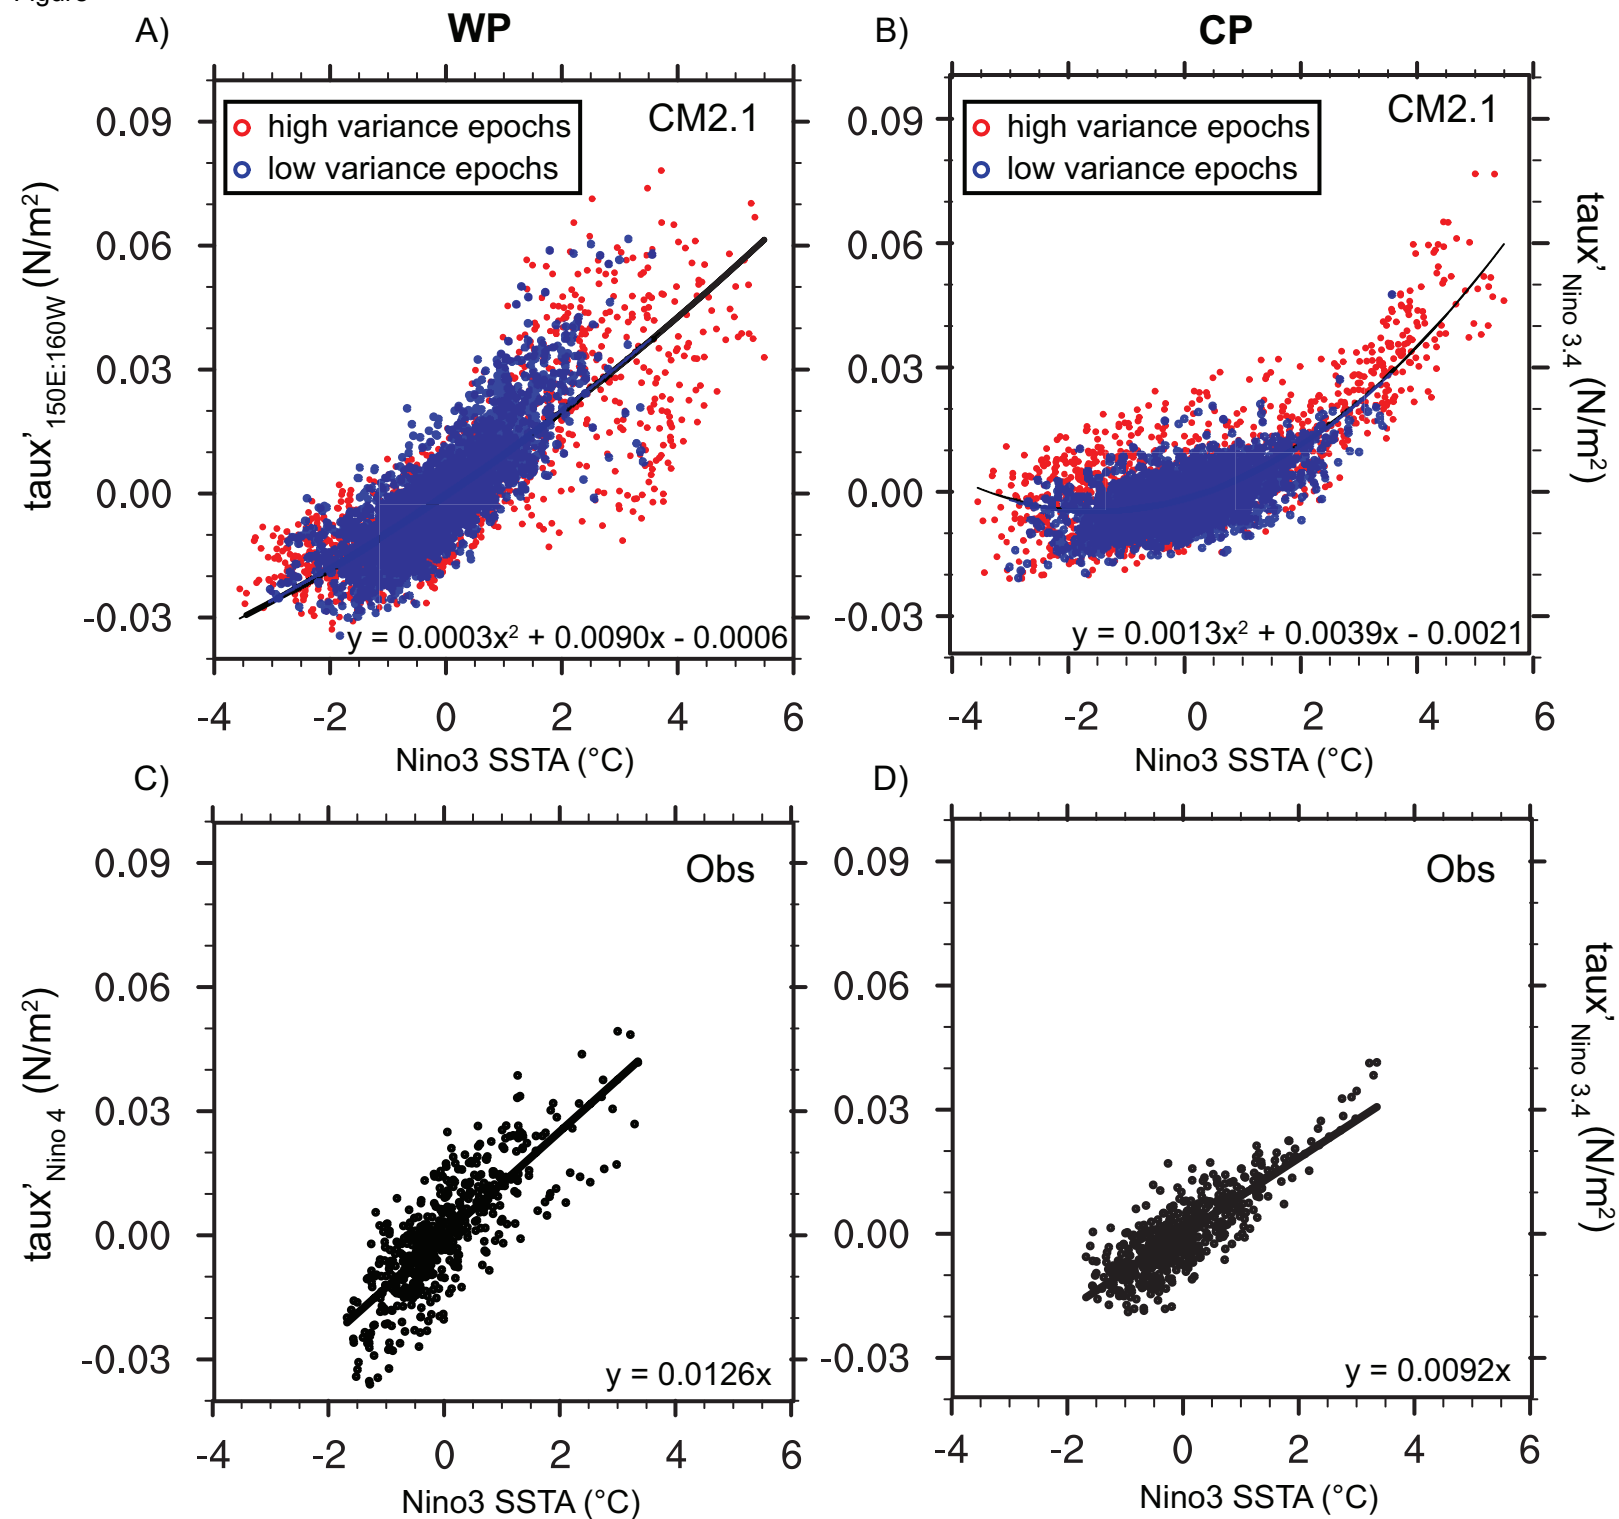 Figure
A) WP
B) CP
CM2.1
high variance epochs
low variance epochs
0.09
0.06
0.03
0.00
-0.03
taux'150E:160W (N/m²)
y = 0.0003x² + 0.0090x - 0.0006
-4 -2 0 2 4 6
Nino3 SSTA (°C)
CM2.1
high variance epochs
low variance epochs
0.09
0.06
0.03
0.00
-0.03
taux'Nino 3.4 (N/m²)
y = 0.0013x² + 0.0039x - 0.0021
-4 -2 0 2 4 6
Nino3 SSTA (°C)
C)
Obs
0.09
0.06
0.03
0.00
-0.03
taux'Nino 4 (N/m²)
y = 0.0126x
-4 -2 0 2 4 6
Nino3 SSTA (°C)
D)
Obs
0.09
0.06
0.03
0.00
-0.03
taux'Nino 3.4 (N/m²)
y = 0.0092x
-4 -2 0 2 4 6
Nino3 SSTA (°C)